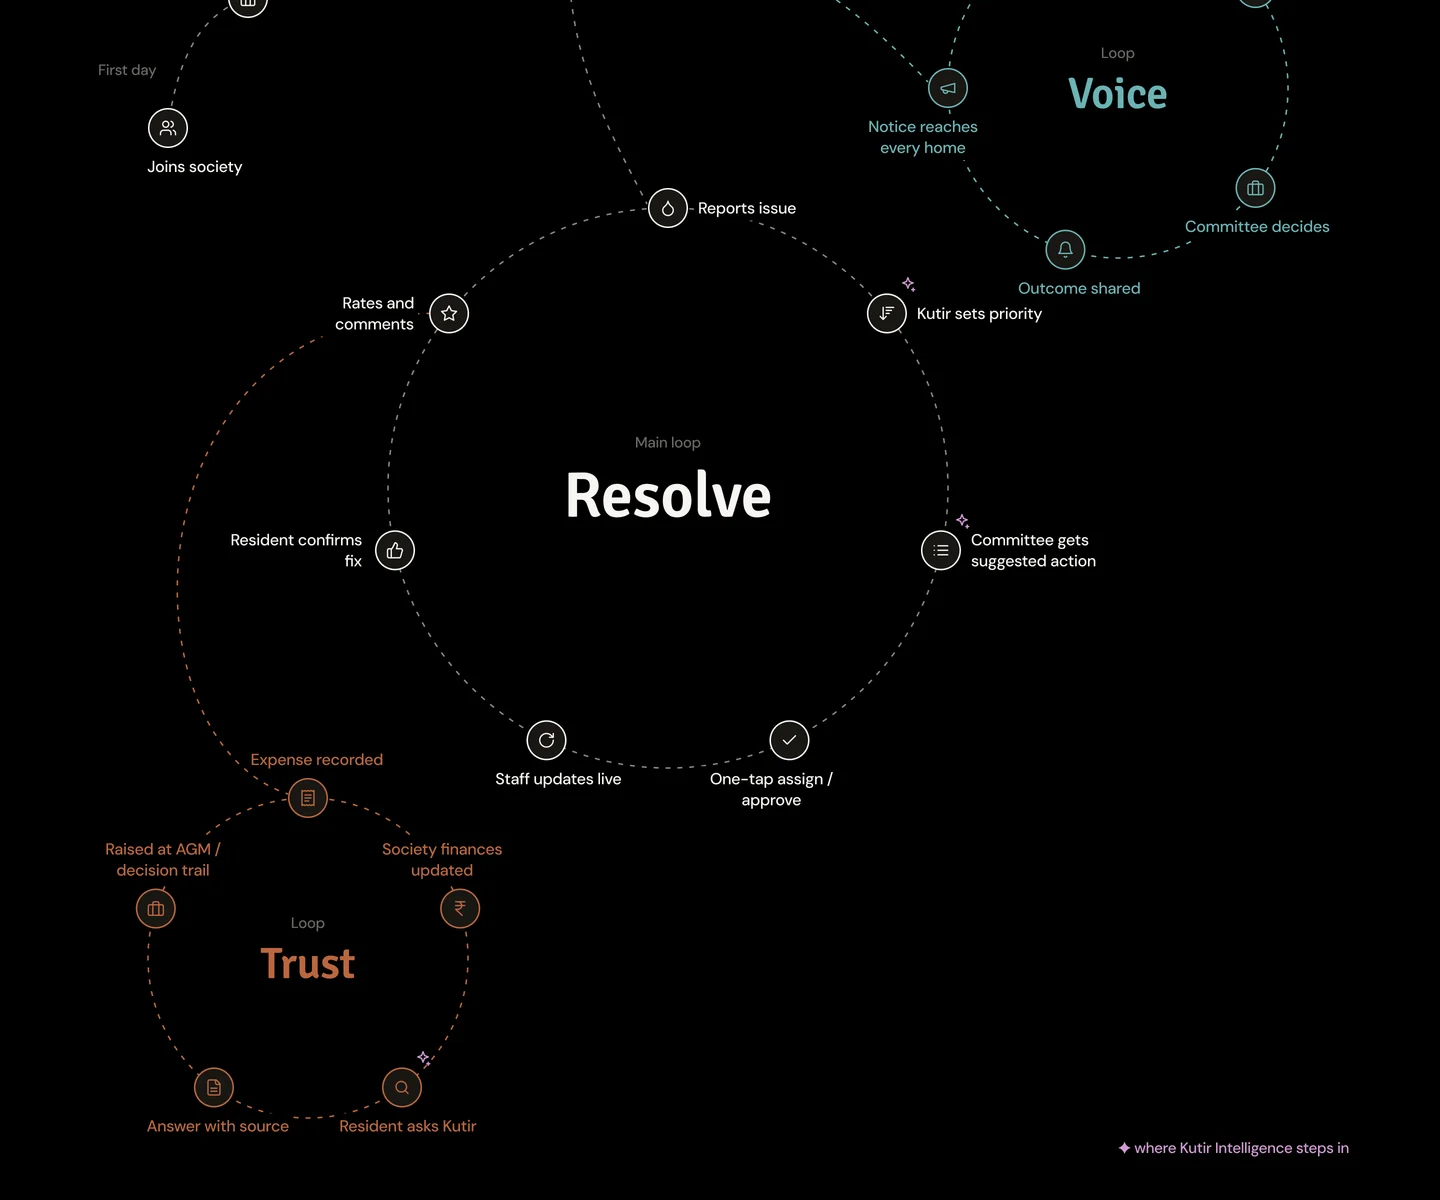 Loop
Voice
First day
Notice reaches
every home
Joins society
Reports issue
Committee decides
Outcome shared
Rates and
comments
Kutir sets priority
Main loop
Resolve
Resident confirms
fix
Committee gets
suggested action
Staff updates live
One-tap assign /
approve
Expense recorded
Raised at AGM /
decision trail
Society finances
updated
Loop
Trust
Answer with source
Resident asks Kutir
where Kutir Intelligence steps in